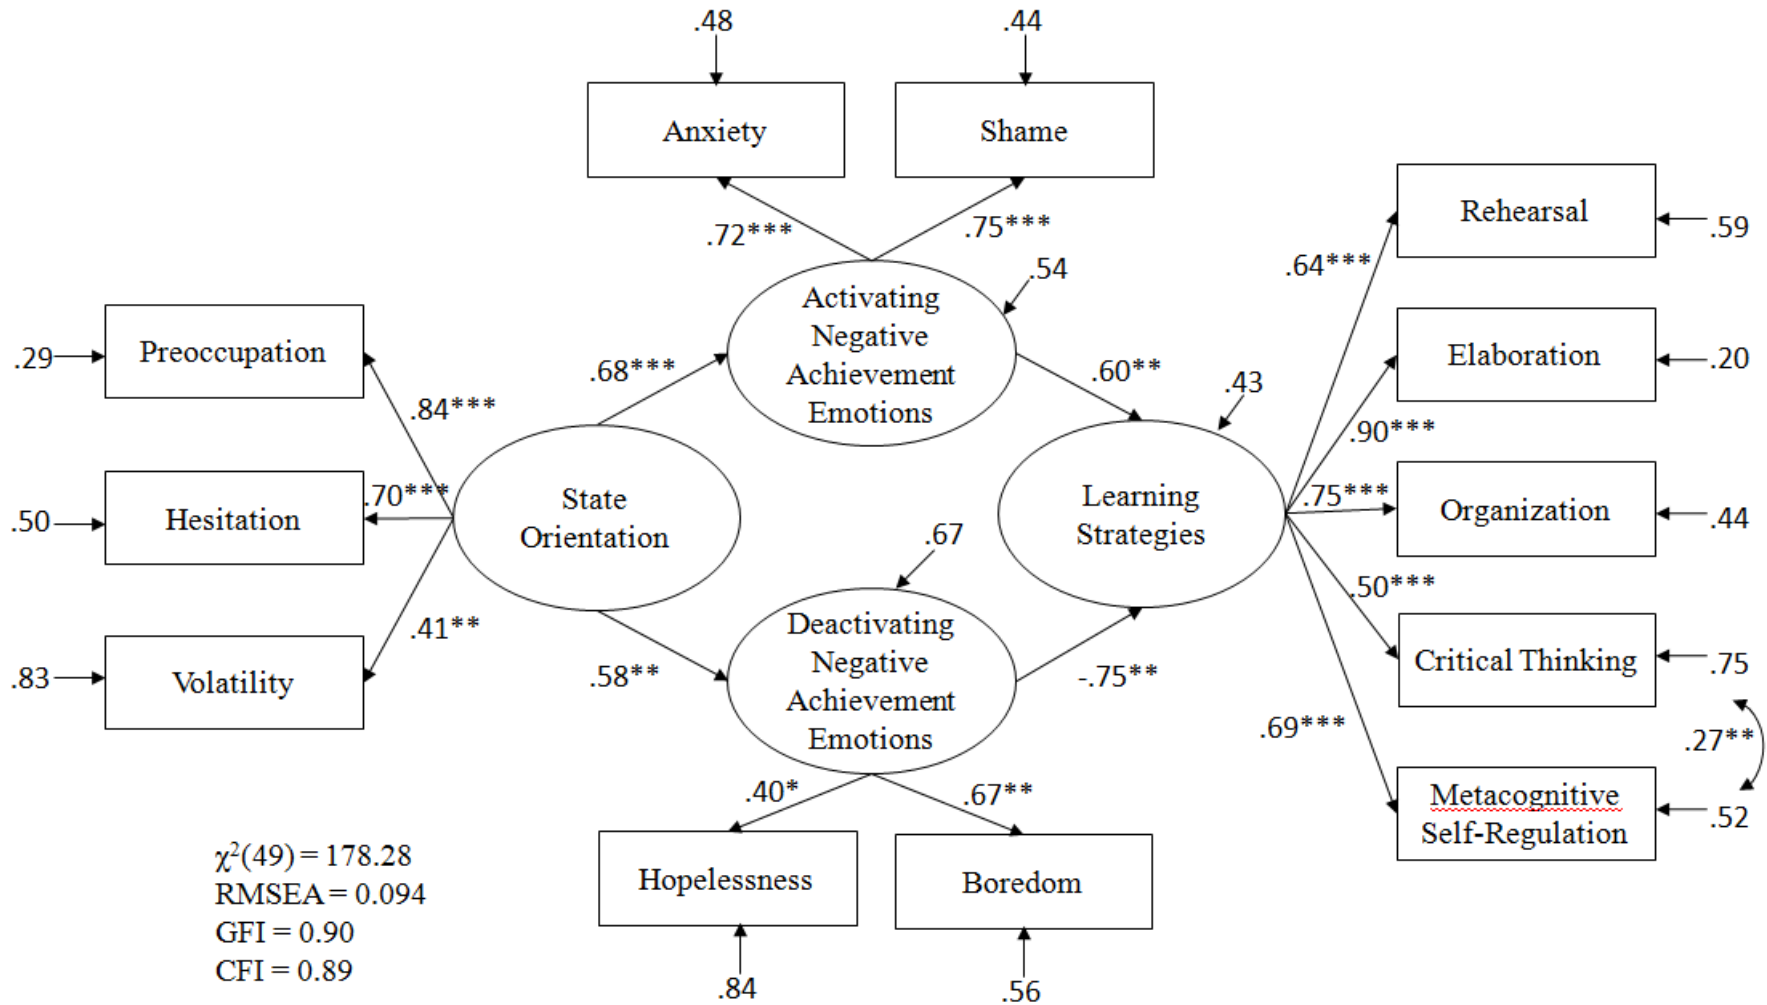 .48
.44
Anxiety
Shame
.72***
.75***
Rehearsal
.59
.64***
.54
Activating
Negative
Achievement
Emotions
Preoccupation
.29
.84***
.68***
.60**
.43
Elaboration
.20
.90***
Hesitation
.50
.70***
State
Orientation
Learning
Strategies
.75***
Organization
.44
.67
Volatility
.83
.41**
.58**
Deactivating
Negative
Achievement
Emotions
-.75**
.50***
Critical Thinking
.75
.69***
.27**
Metacognitive
Self-Regulation
.52
.40*
.67**
Hopelessness
Boredom
.84
.56
χ²(49) = 178.28
RMSEA = 0.094
GFI = 0.90
CFI = 0.89